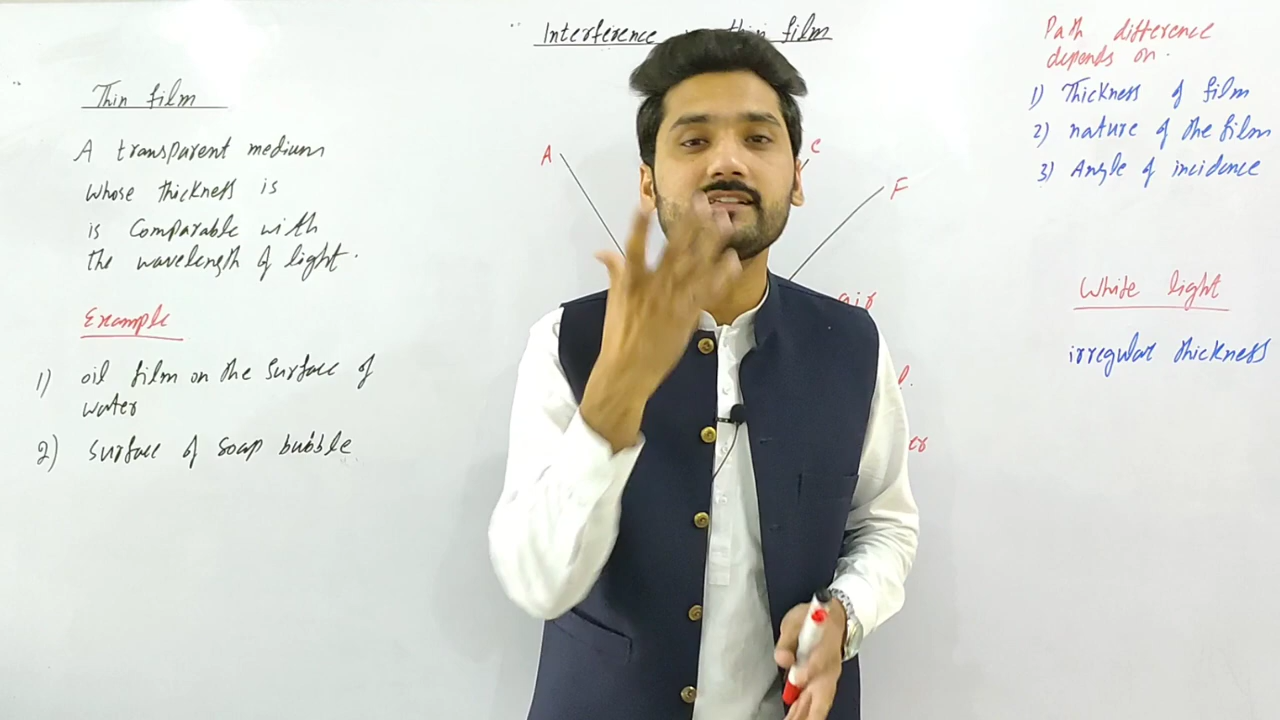 Interference thin film
Thin film
A transparent medium
whose thickness is
is comparable with
the wavelength of light.
Example
1) oil film on the surface of
water
2) surface of soap bubble
A
C
F
air
er
Path difference
depends on.
1) Thickness of film
2) nature of the film
3) Angle of incidence
White light
irregular thickness